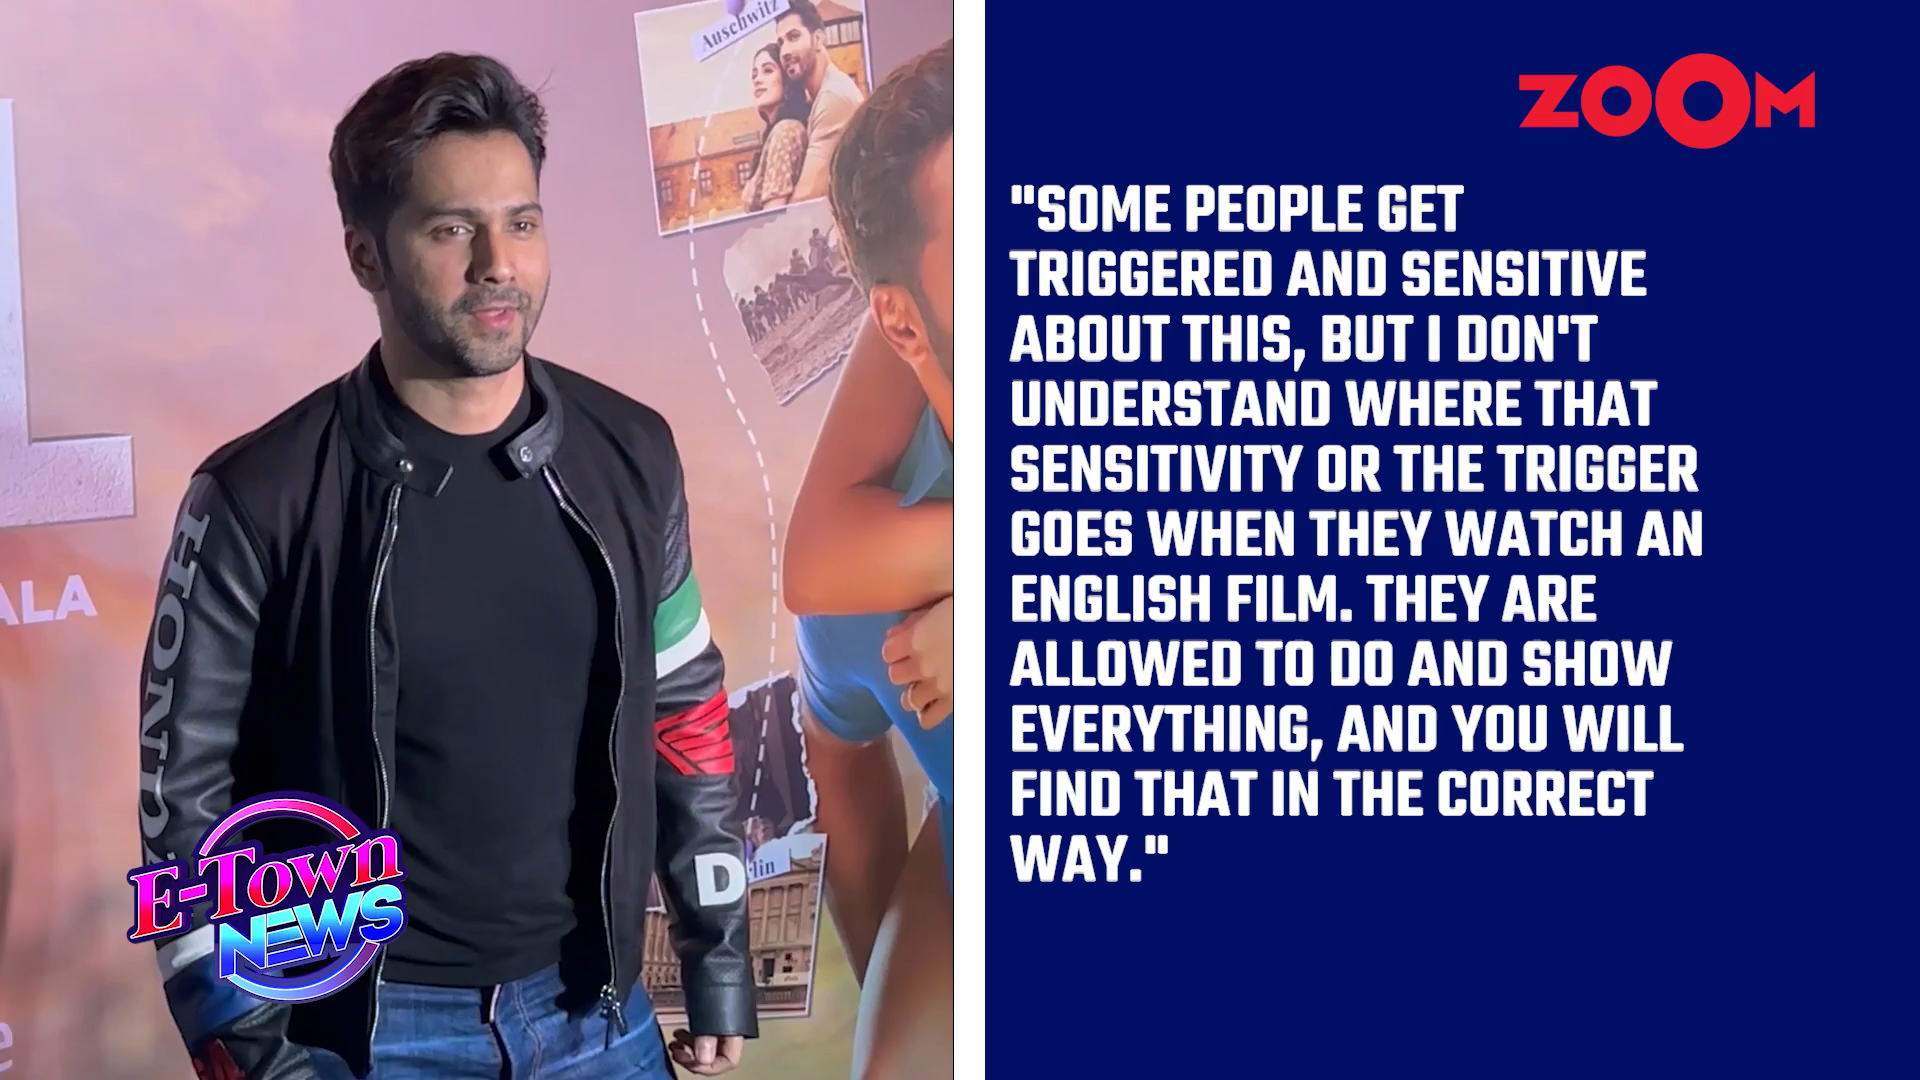 Auschwitz
ZOOM
"SOME PEOPLE GET
TRIGGERED AND SENSITIVE
ABOUT THIS, BUT I DON'T
UNDERSTAND WHERE THAT
SENSITIVITY OR THE TRIGGER
GOES WHEN THEY WATCH AN
ENGLISH FILM. THEY ARE
ALLOWED TO DO AND SHOW
EVERYTHING, AND YOU WILL
FIND THAT IN THE CORRECT
WAY."
ALA
HOND
D
lin
E-TOWN
NEWS
e